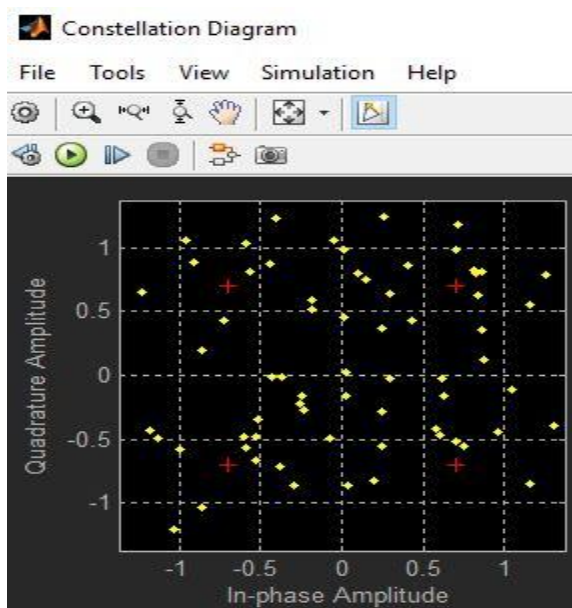 Constellation Diagram
File Tools View Simulation Help
1
0.5
0
-0.5
-1
Quadrature Amplitude
-1 -0.5 0 0.5 1
In-phase Amplitude